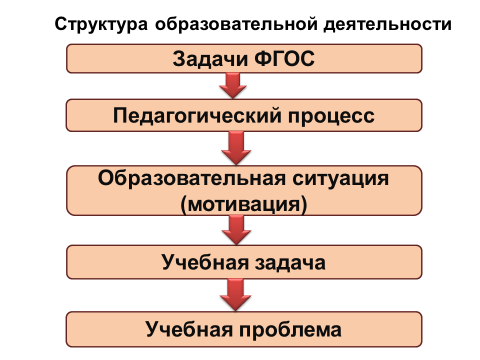 Структура образовательной деятельности
Задачи ФГОС
Педагогический процесс
Образовательная ситуация
(мотивация)
Учебная задача
Учебная проблема